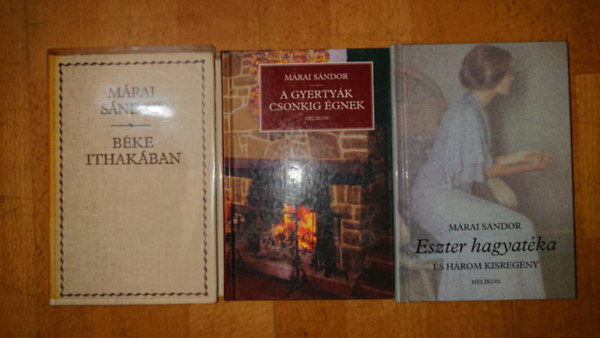 MÁRAI
SÁNDOR
BÉKE
ITHAKÁBAN
MÁRAI SÁNDOR
A GYERTYÁK
CSONKIG ÉGNEK
HELIKON
MÁRAI SÁNDOR
Eszter hagyatéka
ÉS HÁROM KISREGÉNY
HELIKON